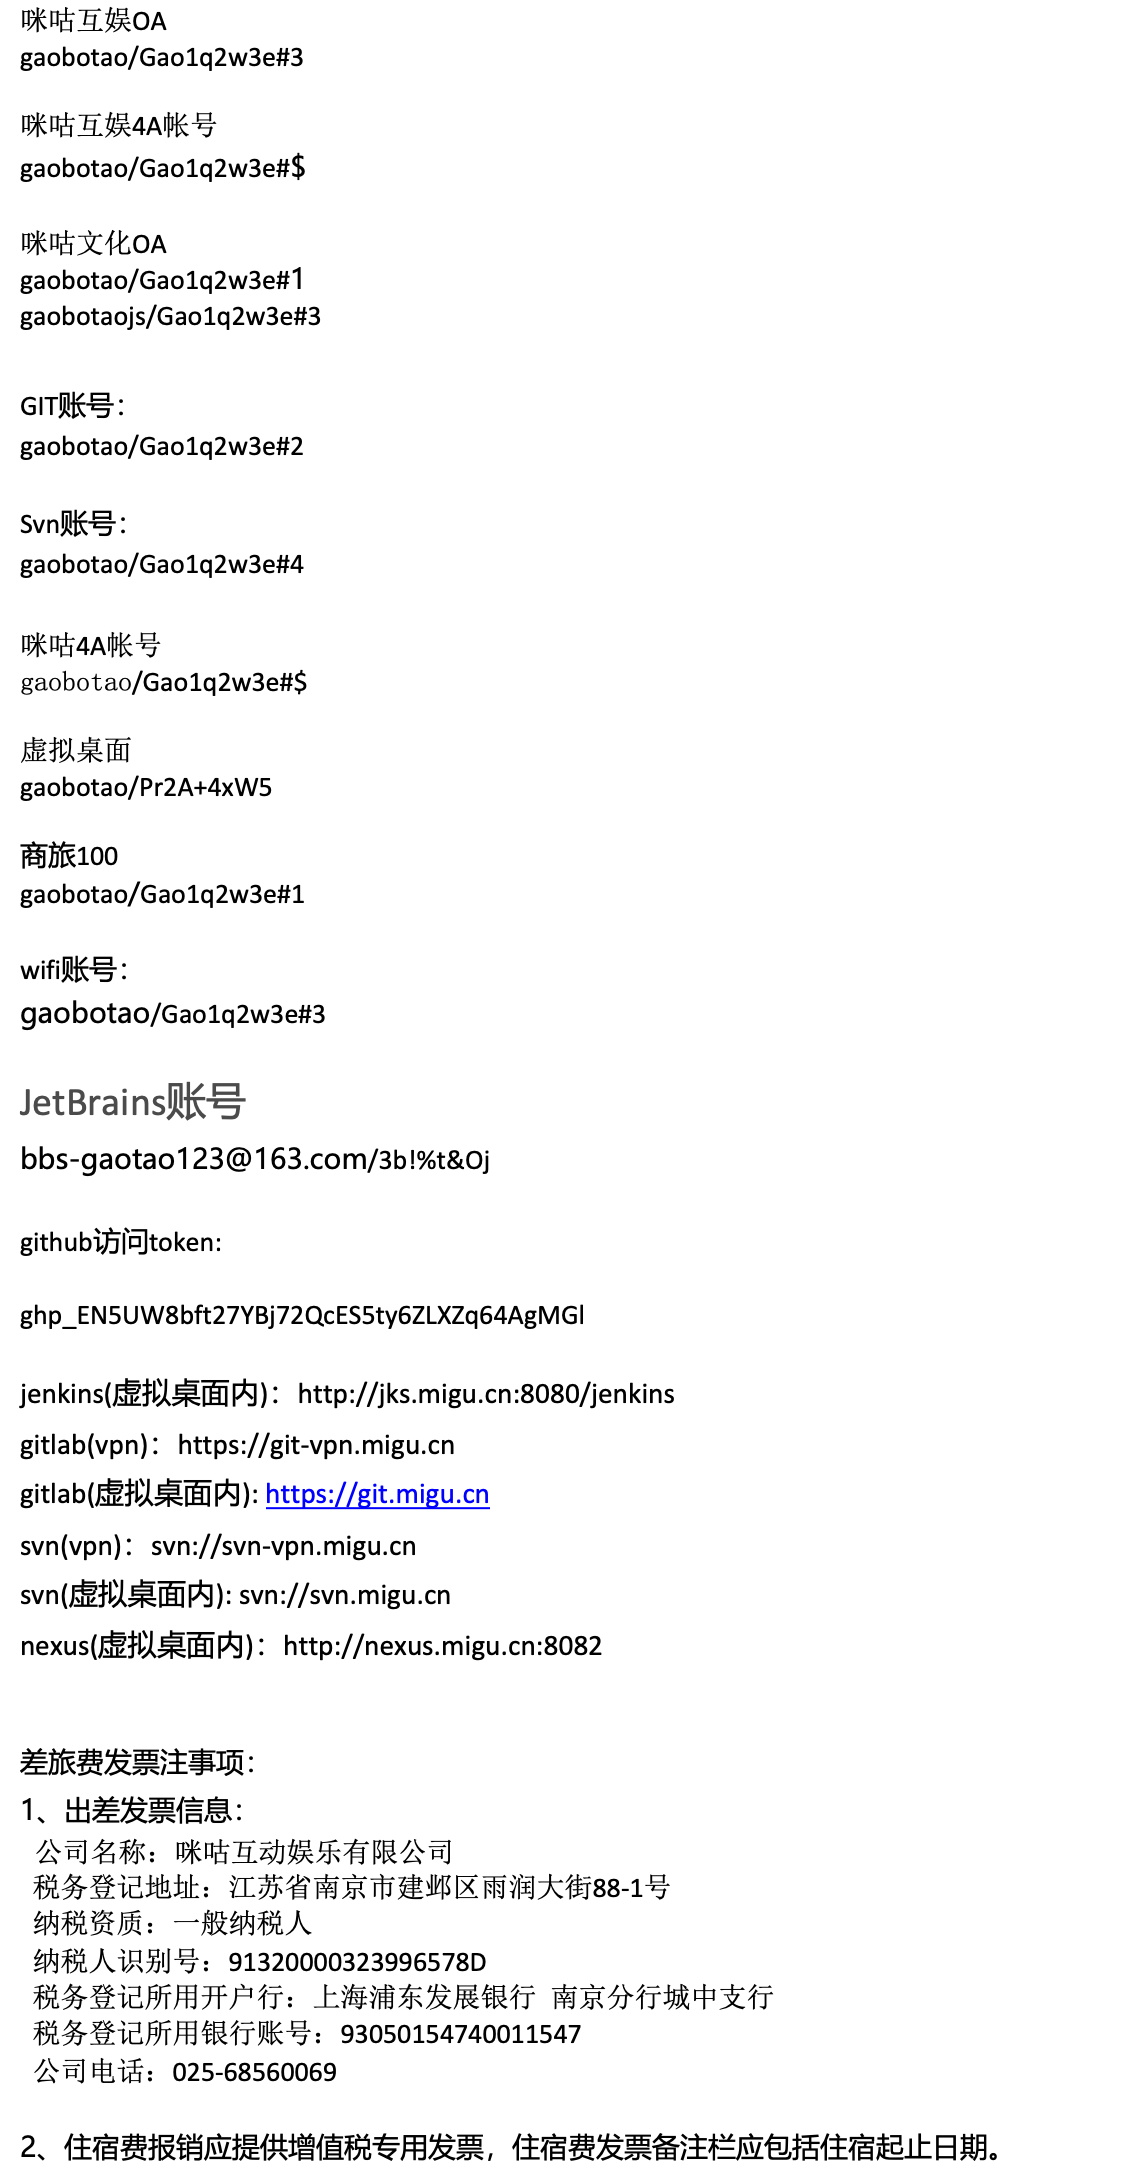 咪咕互娱OA
gaobotao/Gao1q2w3e#3
咪咕互娱4A帐号
gaobotao/Gao1q2w3e#$
咪咕文化OA
gaobotao/Gao1q2w3e#1
gaobotaojs/Gao1q2w3e#3
GIT账号：
gaobotao/Gao1q2w3e#2
Svn账号：
gaobotao/Gao1q2w3e#4
咪咕4A帐号
gaobotao/Gao1q2w3e#$
虚拟桌面
gaobotao/Pr2A+4xW5
商旅100
gaobotao/Gao1q2w3e#1
wifi账号：
gaobotao/Gao1q2w3e#3
JetBrains账号
bbs-gaotao123@163.com/3b!%t&Oj
github访问token:
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
jenkins(虚拟桌面内)：http://jks.migu.cn:8080/jenkins
gitlab(vpn)：https://git-vpn.migu.cn
gitlab(虚拟桌面内): https://git.migu.cn
svn(vpn)：svn://svn-vpn.migu.cn
svn(虚拟桌面内): svn://svn.migu.cn
nexus(虚拟桌面内)：http://nexus.migu.cn:8082
差旅费发票注事项：
1、出差发票信息：
公司名称：咪咕互动娱乐有限公司
税务登记地址：江苏省南京市建邺区雨润大街88-1号
纳税资质：一般纳税人
纳税人识别号：91320000323996578D
税务登记所用开户行：上海浦东发展银行 南京分行城中支行
税务登记所用银行账号：93050154740011547
公司电话：025-68560069
2、住宿费报销应提供增值税专用发票，住宿费发票备注栏应包括住宿起止日期。